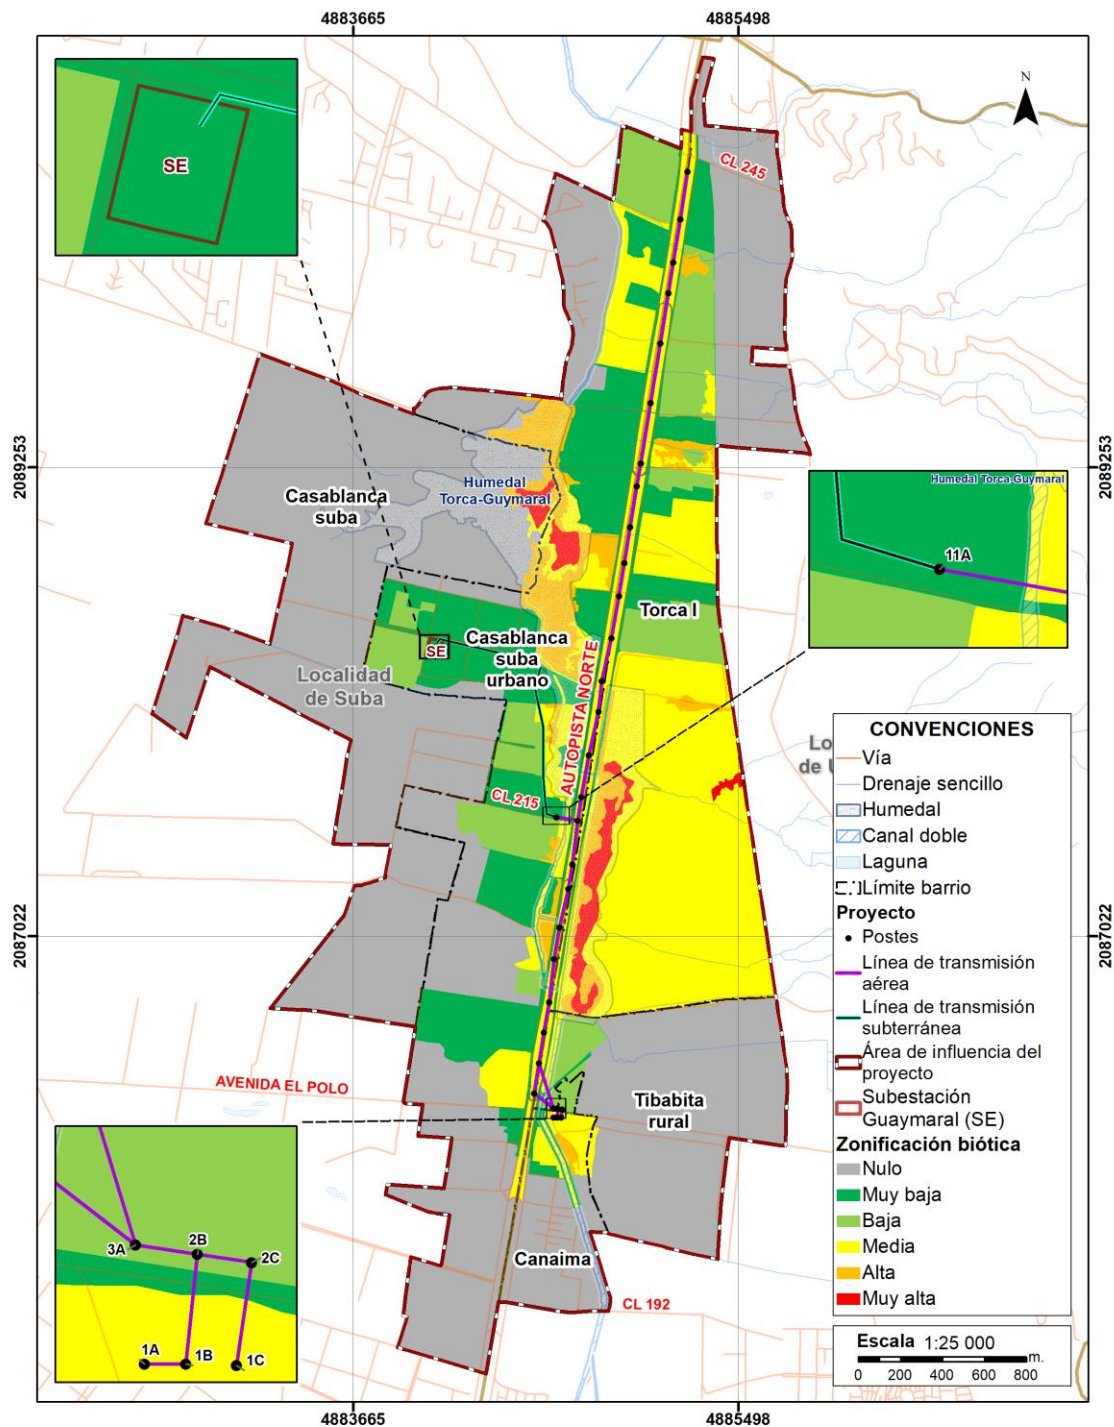 4883665
4885498
N
SE
CL 245
2089253
2089253
Humedal
Torca-Guymaral
Casablanca
suba
Humedal Torca-Guymaral
11A
Torca I
Casablanca
suba
urbano
SE
Localidad
de Suba
AUTOPISTA NORTE
CL 215
Lo
de U
2087022
2087022
AVENIDA EL POLO
Tibabita
rural
3A
2B
2C
1A
1B
1C
Canaima
CL 192
CONVENCIONES
Vía
Drenaje sencillo
Humedal
Canal doble
Laguna
Límite barrio
Proyecto
Postes
Línea de transmisión
aérea
Línea de transmisión
subterránea
Área de influencia del
proyecto
Subestación
Guaymaral (SE)
Zonificación biótica
Nulo
Muy baja
Baja
Media
Alta
Muy alta
Escala 1:25 000
0 200 400 600 800 m.
4883665
4885498